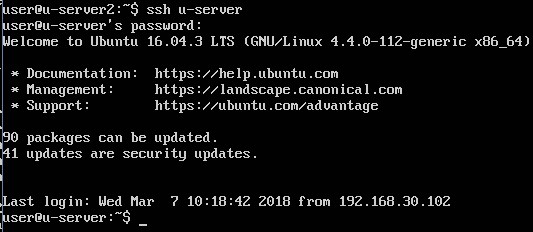 user@u-server2:~$ ssh u-server
user@u-server's password:
Welcome to Ubuntu 16.04.3 LTS (GNU/Linux 4.4.0-112-generic x86_64)
* Documentation: https://help.ubuntu.com
* Management: https://landscape.canonical.com
* Support: https://ubuntu.com/advantage
90 packages can be updated.
41 updates are security updates.
Last login: Wed Mar 7 10:18:42 2018 from 192.168.30.102
user@u-server:~$ _